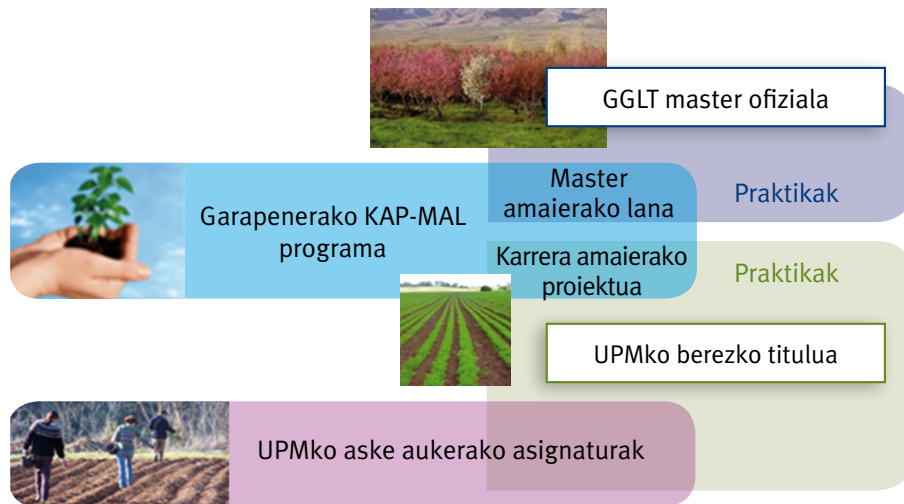 GGLT master ofiziala
Garapenerako KAP-MAL
programa
Master
amaierako lana
Praktikak
Karrera amaierako
proiektua
Praktikak
UPMko berezko titulua
UPMko aske aukerako asignaturak